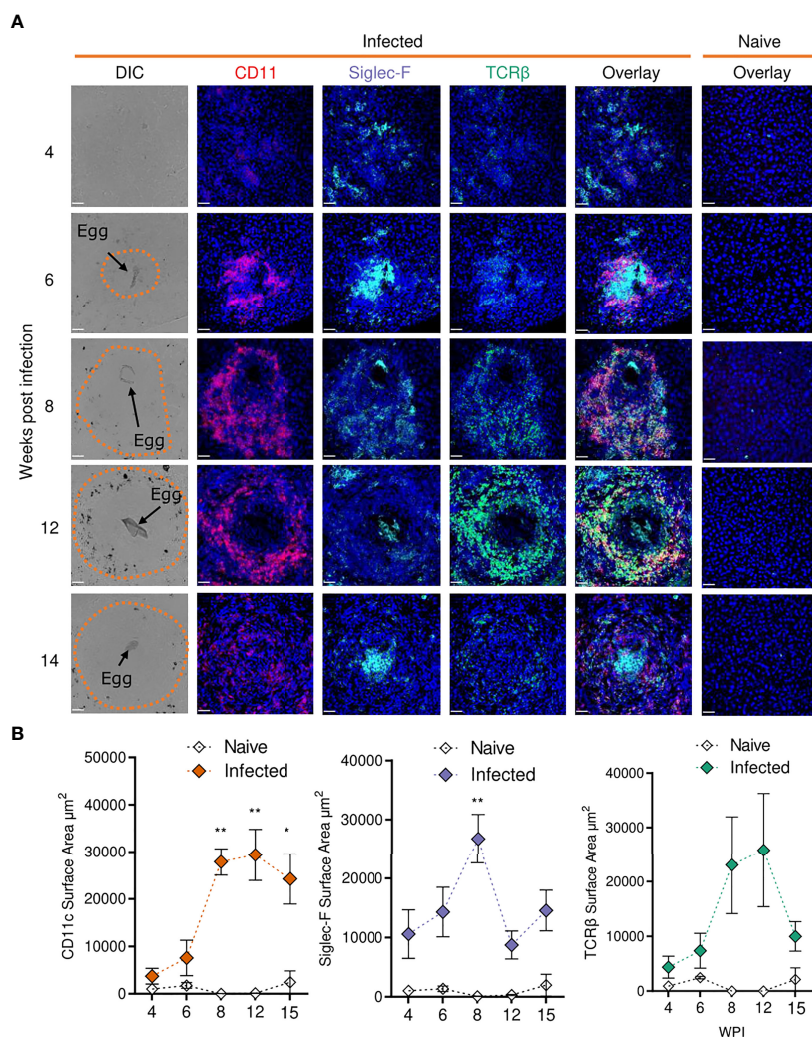 A
Infected
Naive
DIC
CD11
Siglec-F
TCRβ
Overlay
Overlay
Weeks post infection
4
6
Egg
8
Egg
12
Egg
14
Egg
B
Naive
Infected
CD11c Surface Area µm²
50000
40000
30000
20000
10000
0
**
**
*
4 6 8 12 15
Naive
Infected
Siglec-F Surface Area µm²
40000
30000
20000
10000
0
**
4 6 8 12 15
Naive
Infected
TCRβ Surface Area µm²
40000
30000
20000
10000
0
4 6 8 12 15
WPI